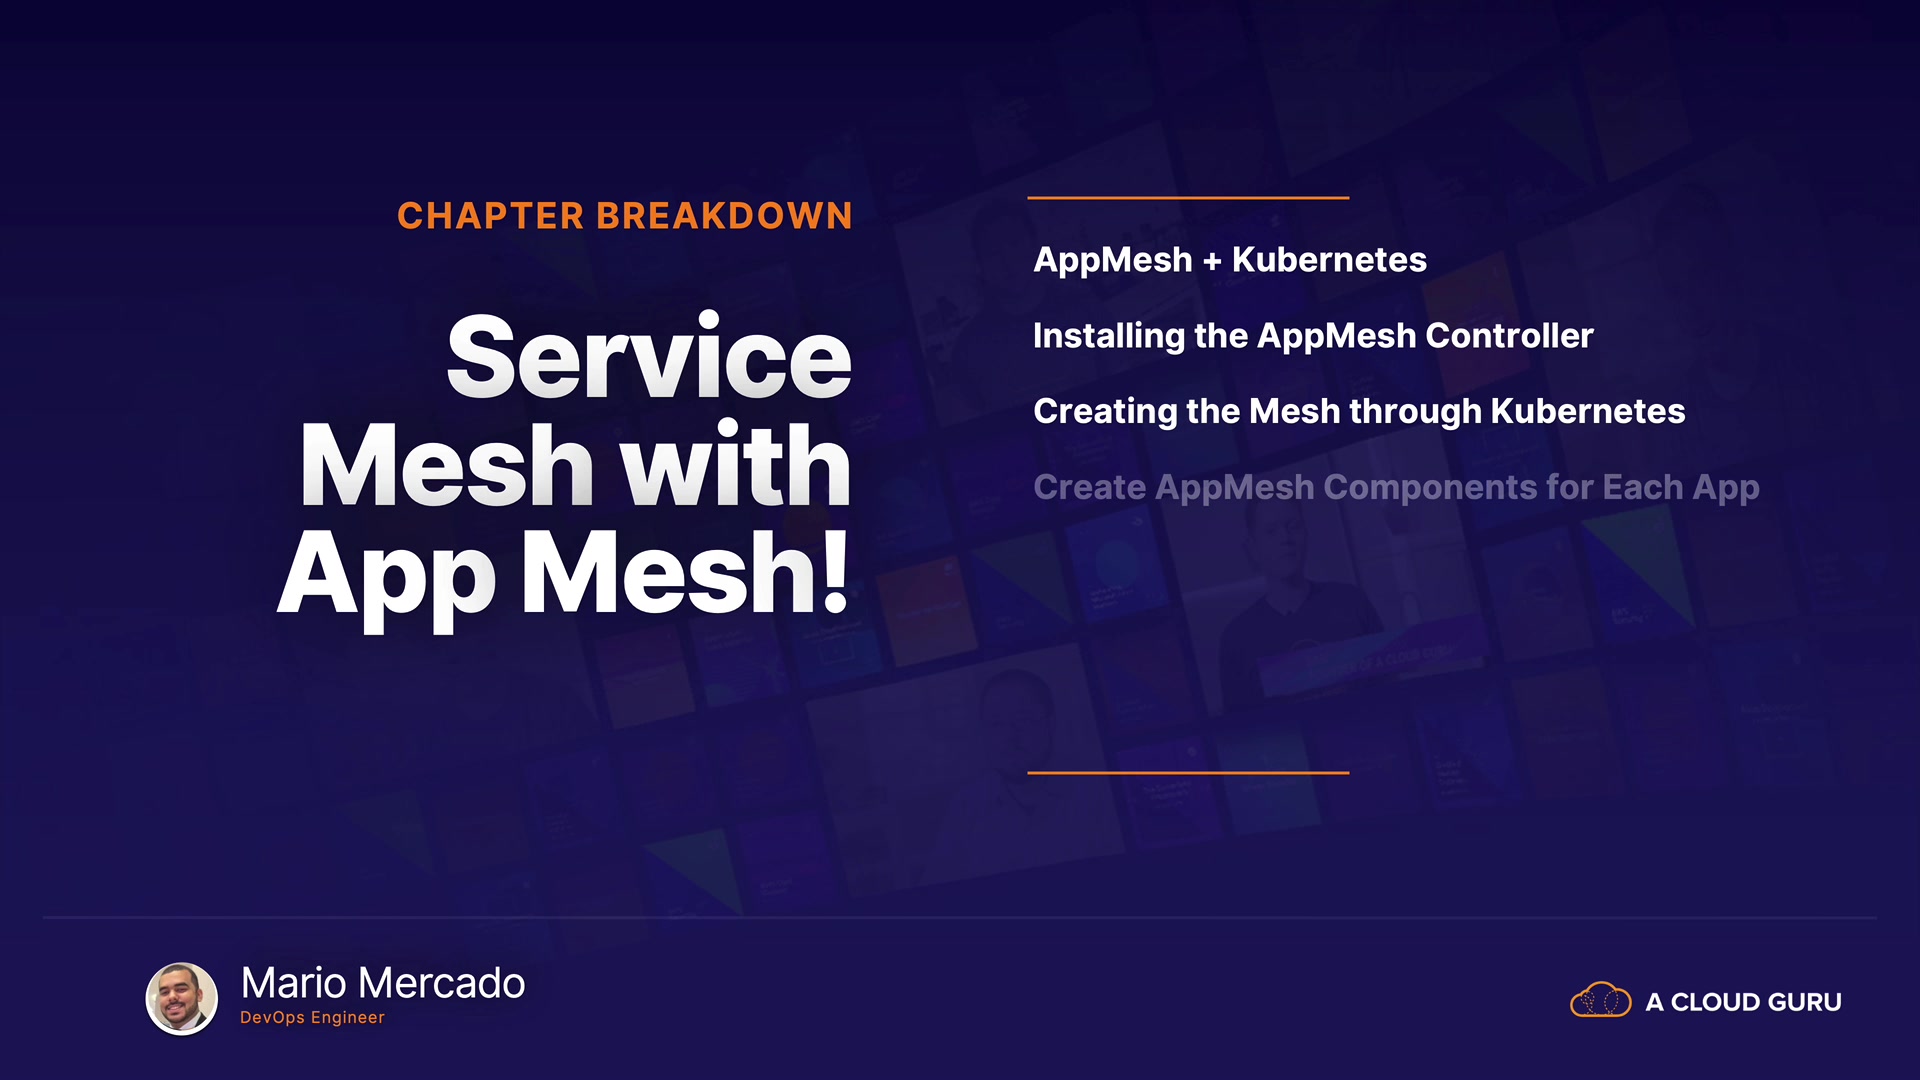 CHAPTER BREAKDOWN
Service
Mesh with
App Mesh!
AppMesh + Kubernetes
Installing the AppMesh Controller
Creating the Mesh through Kubernetes
Create AppMesh Components for Each App
Mario Mercado
DevOps Engineer
A CLOUD GURU